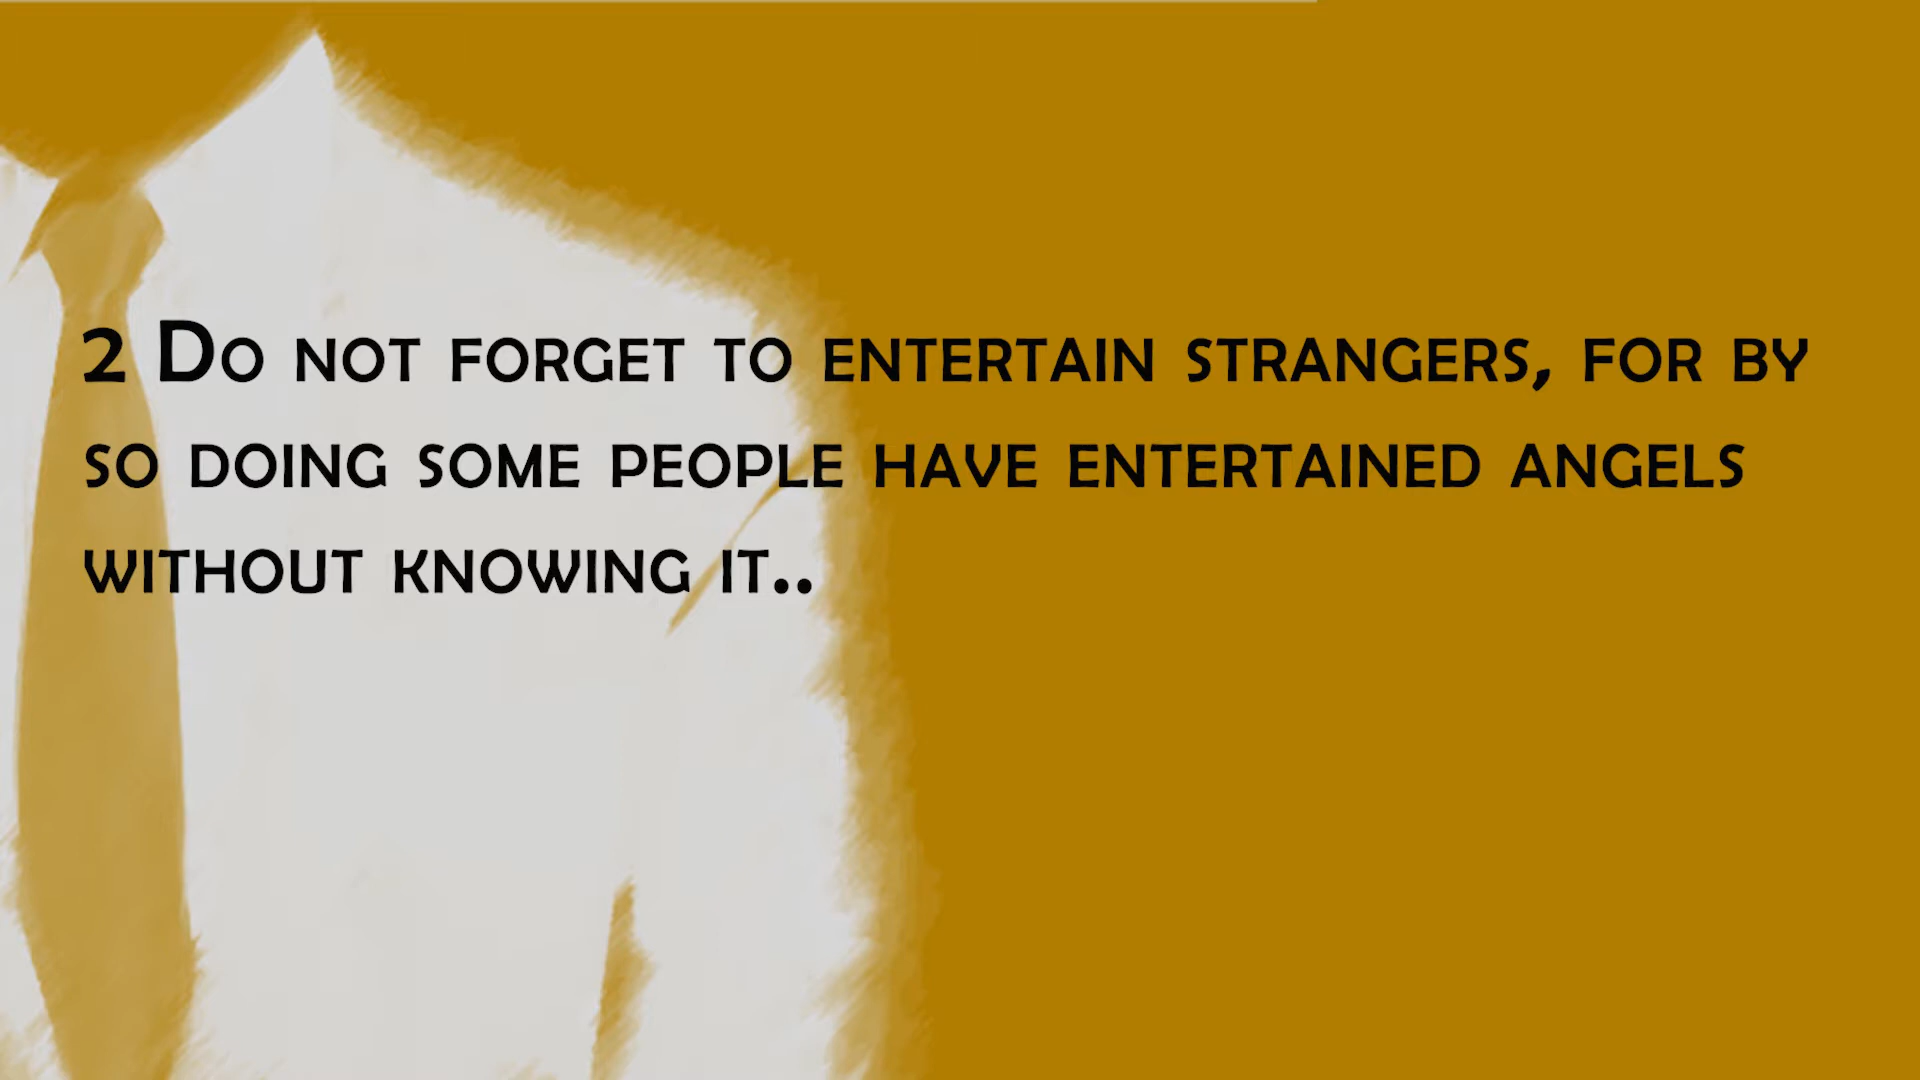 2 Do not forget to entertain strangers, for by
so doing some people have entertained angels
without knowing it..